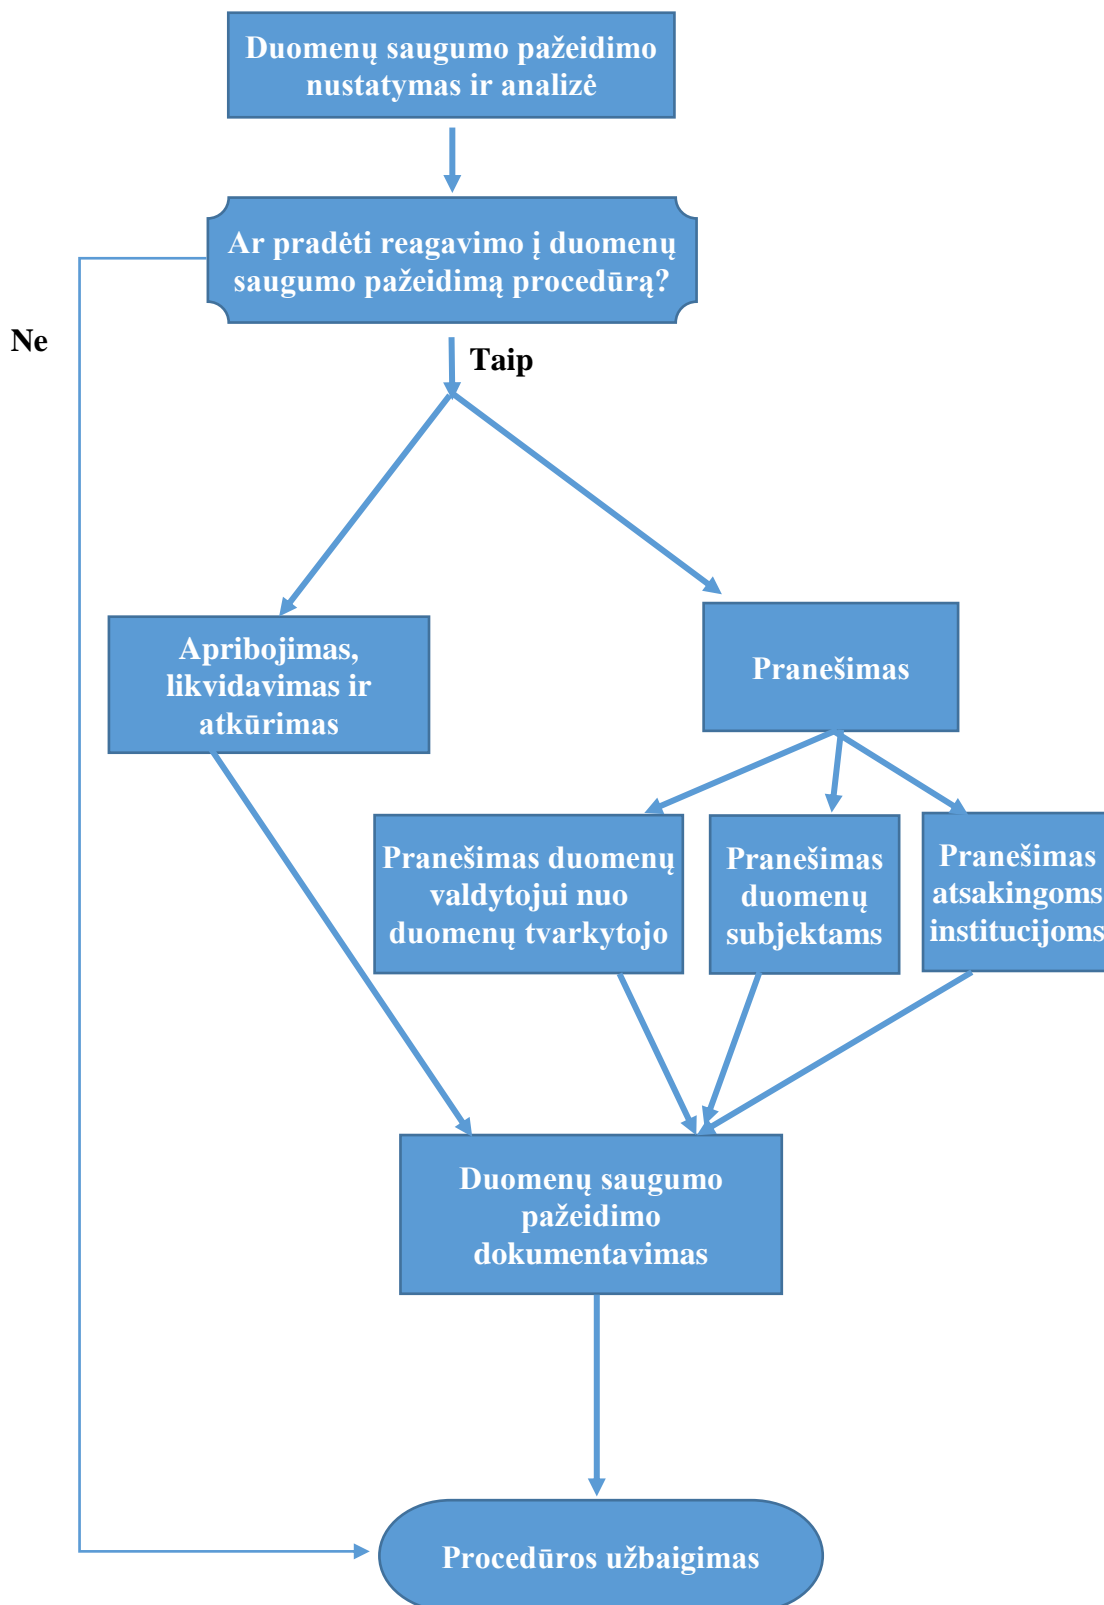 Duomenų saugumo pažeidimo
nustatymas ir analizė
Ar pradėti reagavimo į duomenų
saugumo pažeidimą procedūrą?
Ne
Taip
Apribojimas,
likvidavimas ir
atkūrimas
Pranešimas
Pranešimas duomenų
valdytojui nuo
duomenų tvarkytojo
Pranešimas
duomenų
subjektams
Pranešimas
atsakingoms
institucijoms
Duomenų saugumo
pažeidimo
dokumentavimas
Procedūros užbaigimas